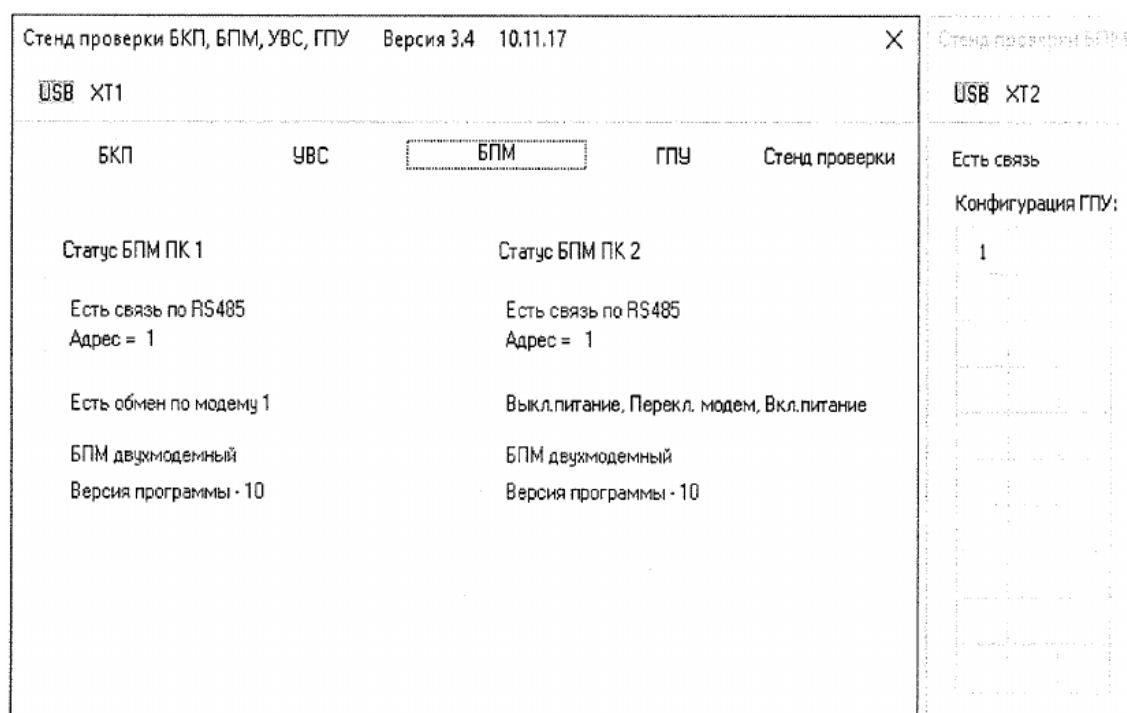 Стенд проверки БКП, БПМ, УВС, ГПУ Версия 3.4 10.11.17
USB XT1
БКП УВС БПМ ГПУ Стенд проверки
Статус БПМ ПК 1
Есть связь по RS485
Адрес = 1
Есть обмен по модему 1
БПМ двухмодемный
Версия программы - 10
Статус БПМ ПК 2
Есть связь по RS485
Адрес = 1
Выкл.питание, Перекл. модем, Вкл.питание
БПМ двухмодемный
Версия программы - 10
Стенд проверки БПМ
USB XT2
Есть связь
Конфигурация ГПУ:
1